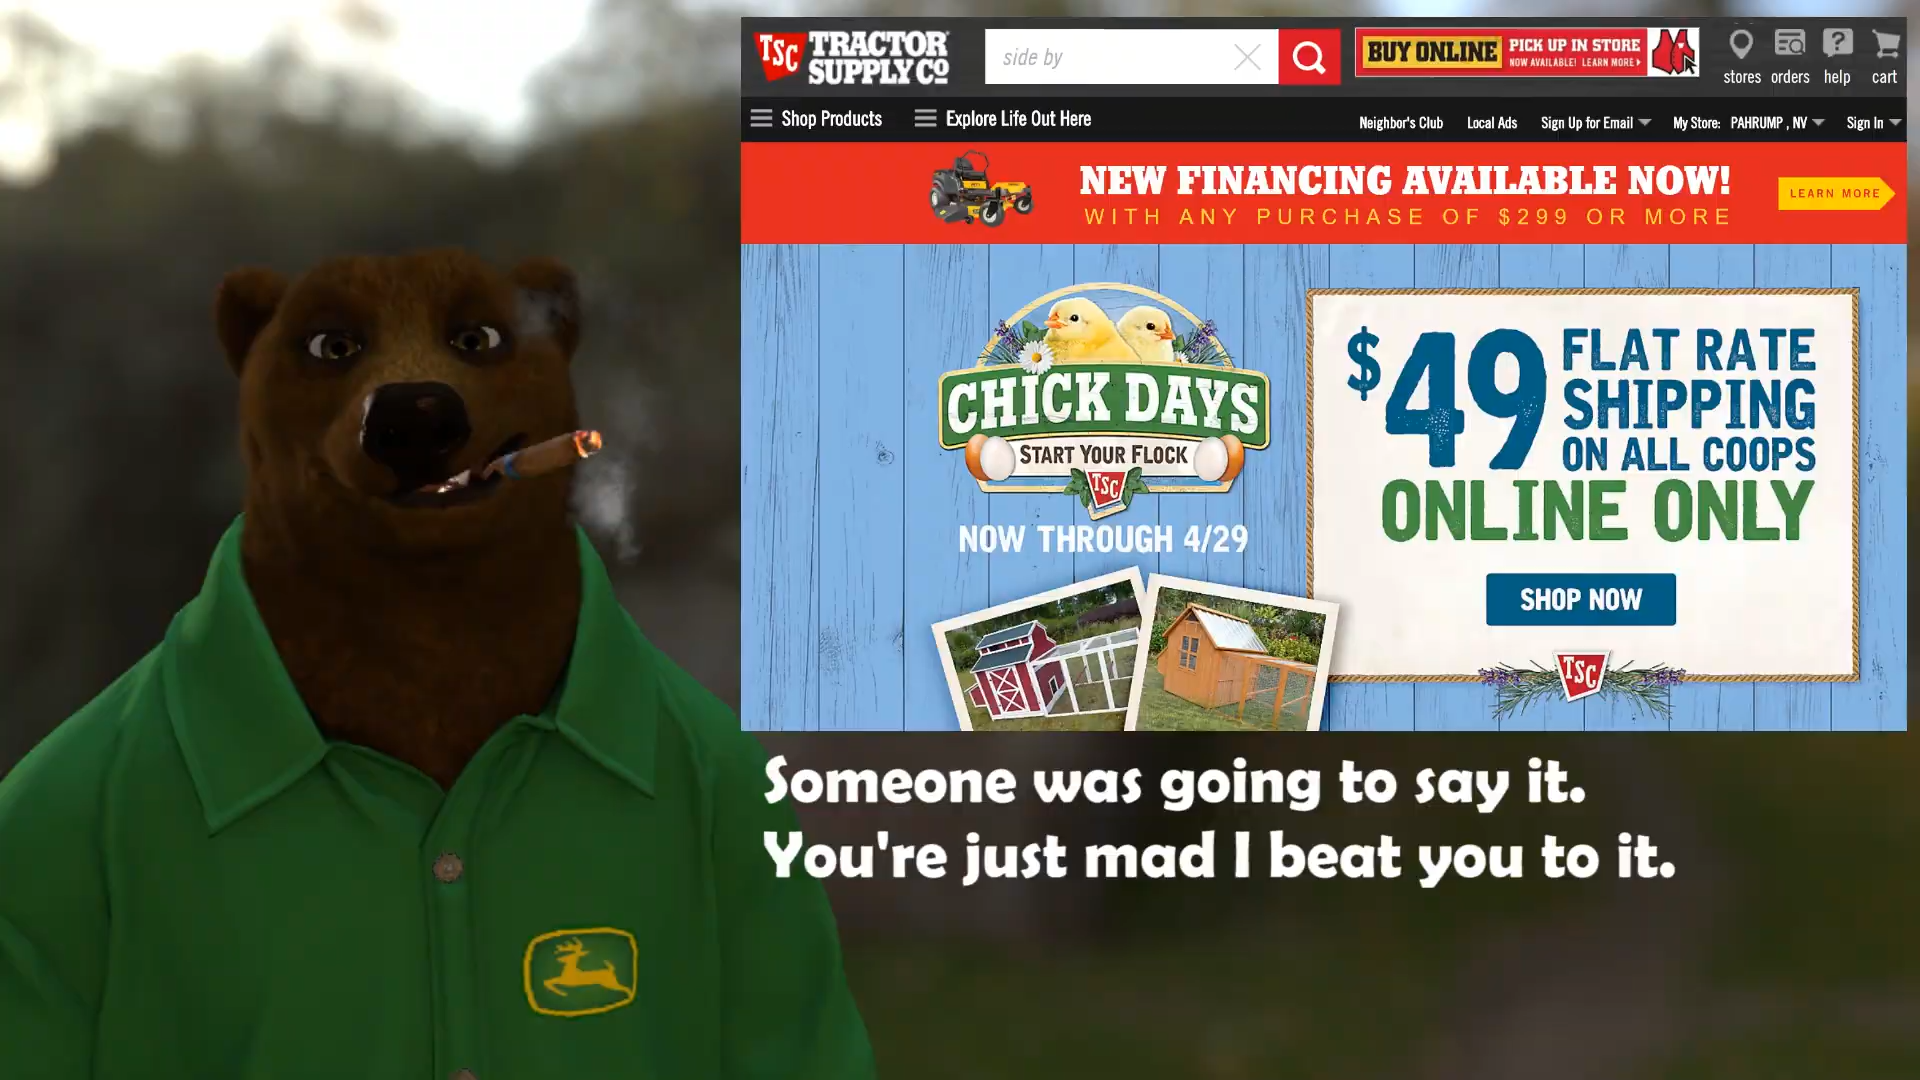 TSC TRACTOR SUPPLY CO
side by
BUY ONLINE PICK UP IN STORE
NOW AVAILABLE! LEARN MORE
stores orders help cart
Shop Products
Explore Life Out Here
Neighbor's Club
Local Ads
Sign Up for Email
My Store: PAHRUMP , NV
Sign In
NEW FINANCING AVAILABLE NOW!
WITH ANY PURCHASE OF $299 OR MORE
LEARN MORE
CHICK DAYS
START YOUR FLOCK
TSC
NOW THROUGH 4/29
$49 FLAT RATE
SHIPPING
ON ALL COOPS
ONLINE ONLY
SHOP NOW
TSC
Someone was going to say it.
You're just mad I beat you to it.